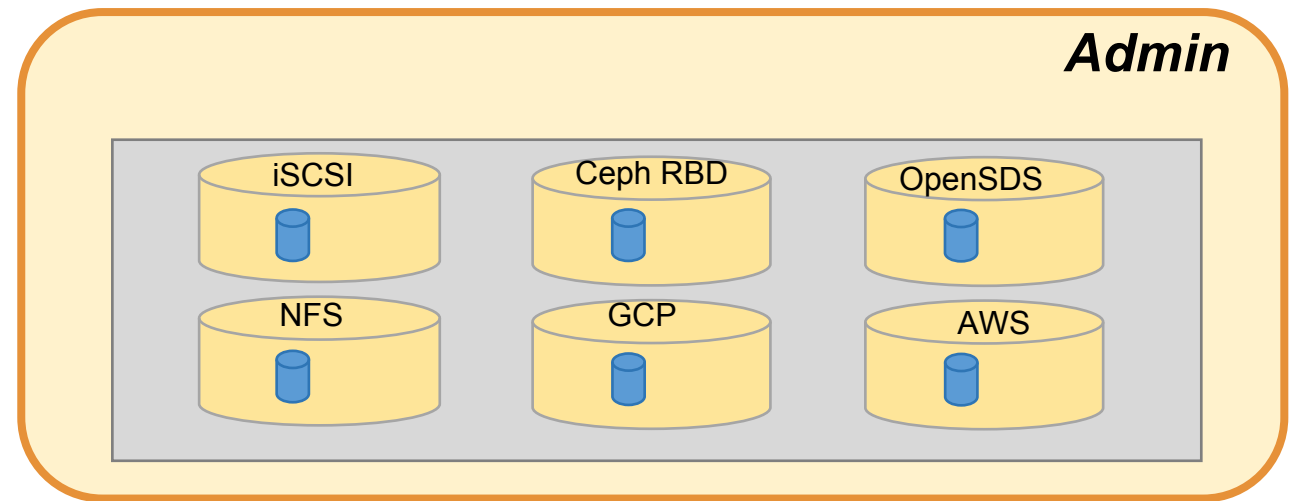 Admin
iSCSI
Ceph RBD
OpenSDS
NFS
GCP
AWS